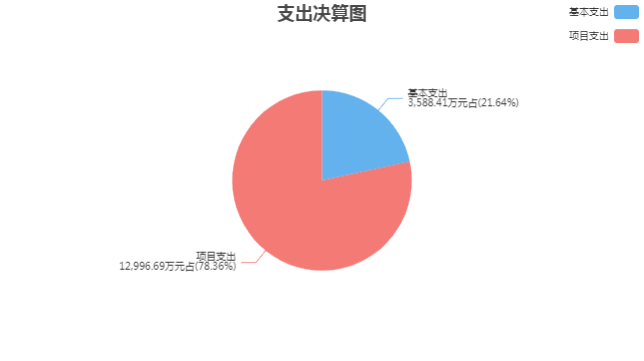 支出决算图
基本支出
项目支出
基本支出
3,588.41万元占(21.64%)
项目支出
12,996.69万元占(78.36%)